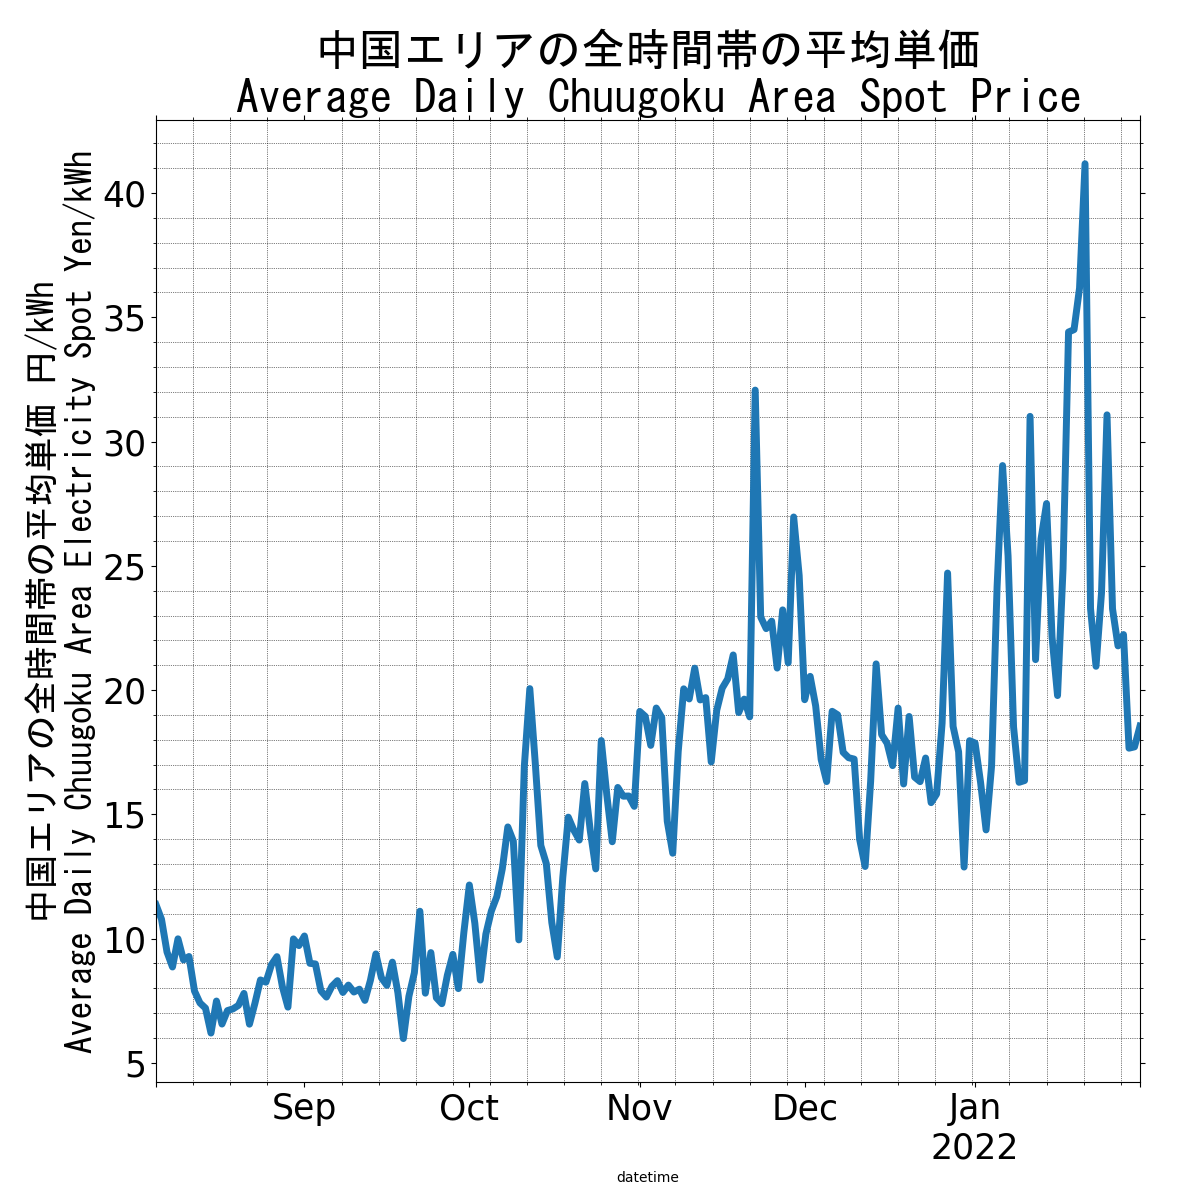 中国エリアの全時間帯の平均単価
Average Daily Chuugoku Area Spot Price
中国エリアの全時間帯の平均単価 円/kWh
Average Daily Chuugoku Area Electricity Spot Yen/kWh
40
35
30
25
20
15
10
5
Sep
Oct
Nov
Dec
Jan
2022
datetime